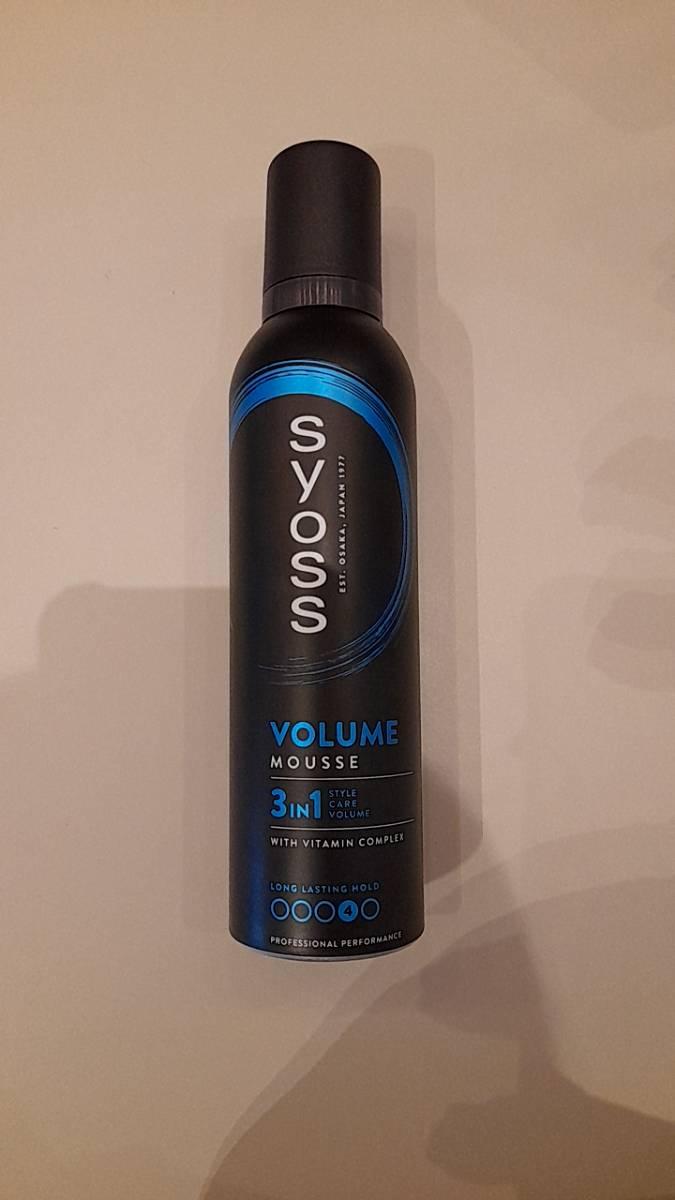 syoss
EST. OSAKA, JAPAN 1977
VOLUME
MOUSSE
3IN1
STYLE
CARE
VOLUME
WITH VITAMIN COMPLEX
LONG LASTING HOLD
4
PROFESSIONAL PERFORMANCE